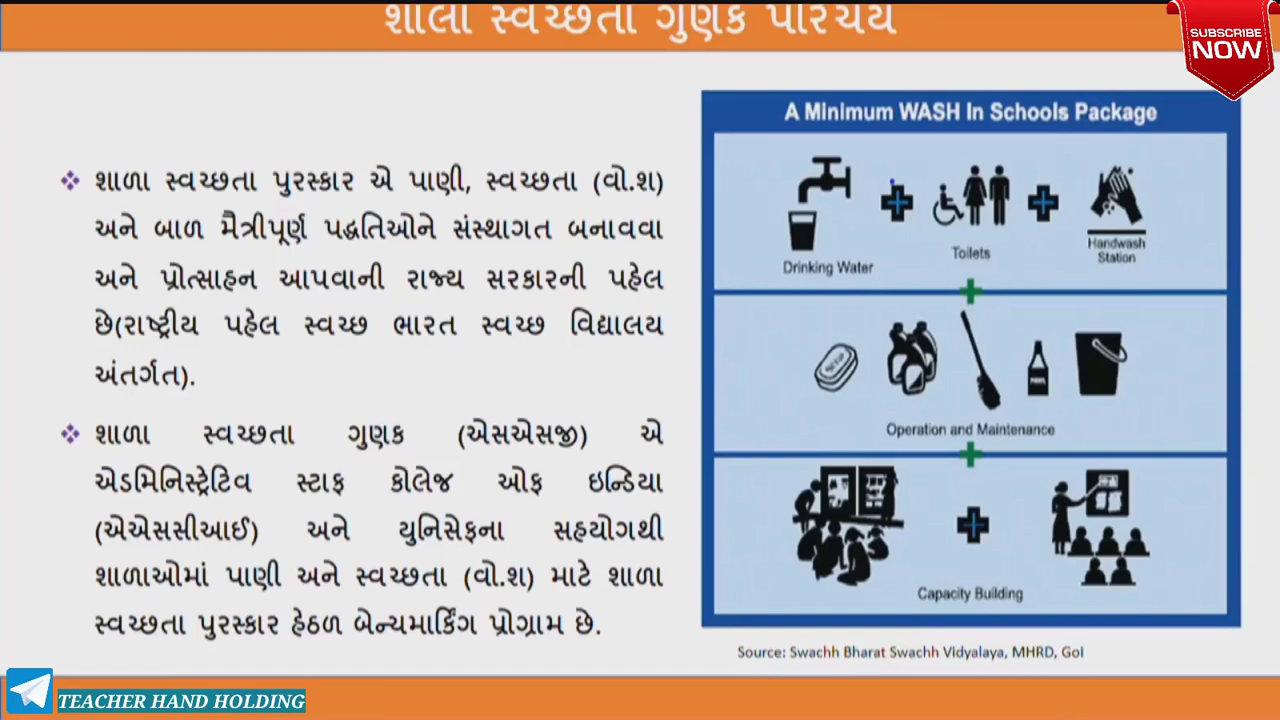 શાલા સ્વચ્છતા ગુણક પરિચય
SUBSCRIBE
NOW
શાળા સ્વચ્છતા પુરસ્કાર એ પાણી, સ્વચ્છતા (વો.શ)
અને બાળ મૈત્રીપૂર્ણ પદ્ધતિઓને સંસ્થાગત બનાવવા
અને પ્રોત્સાહન આપવાની રાજ્ય સરકારની પહેલ
છે(રાષ્ટ્રીય પહેલ સ્વચ્છ ભારત સ્વચ્છ વિદ્યાલય
અંતર્ગત).
શાળા સ્વચ્છતા ગુણક (એસએસજી) એ
એડમિનિસ્ટ્રેટિવ સ્ટાફ કોલેજ ઓફ ઇન્ડિયા
(એએસસીઆઈ) અને યુનિસેફના સહયોગથી
શાળાઓમાં પાણી અને સ્વચ્છતા (વો.શ) માટે શાળા
સ્વચ્છતા પુરસ્કાર હેઠળ બેન્ચમાર્કિંગ પ્રોગ્રામ છે.
A Minimum WASH In Schools Package
Drinking Water
Toilets
Handwash
Station
Operation and Maintenance
Capacity Building
Source: Swachh Bharat Swachh Vidyalaya, MHRD, GoI
TEACHER HAND HOLDING